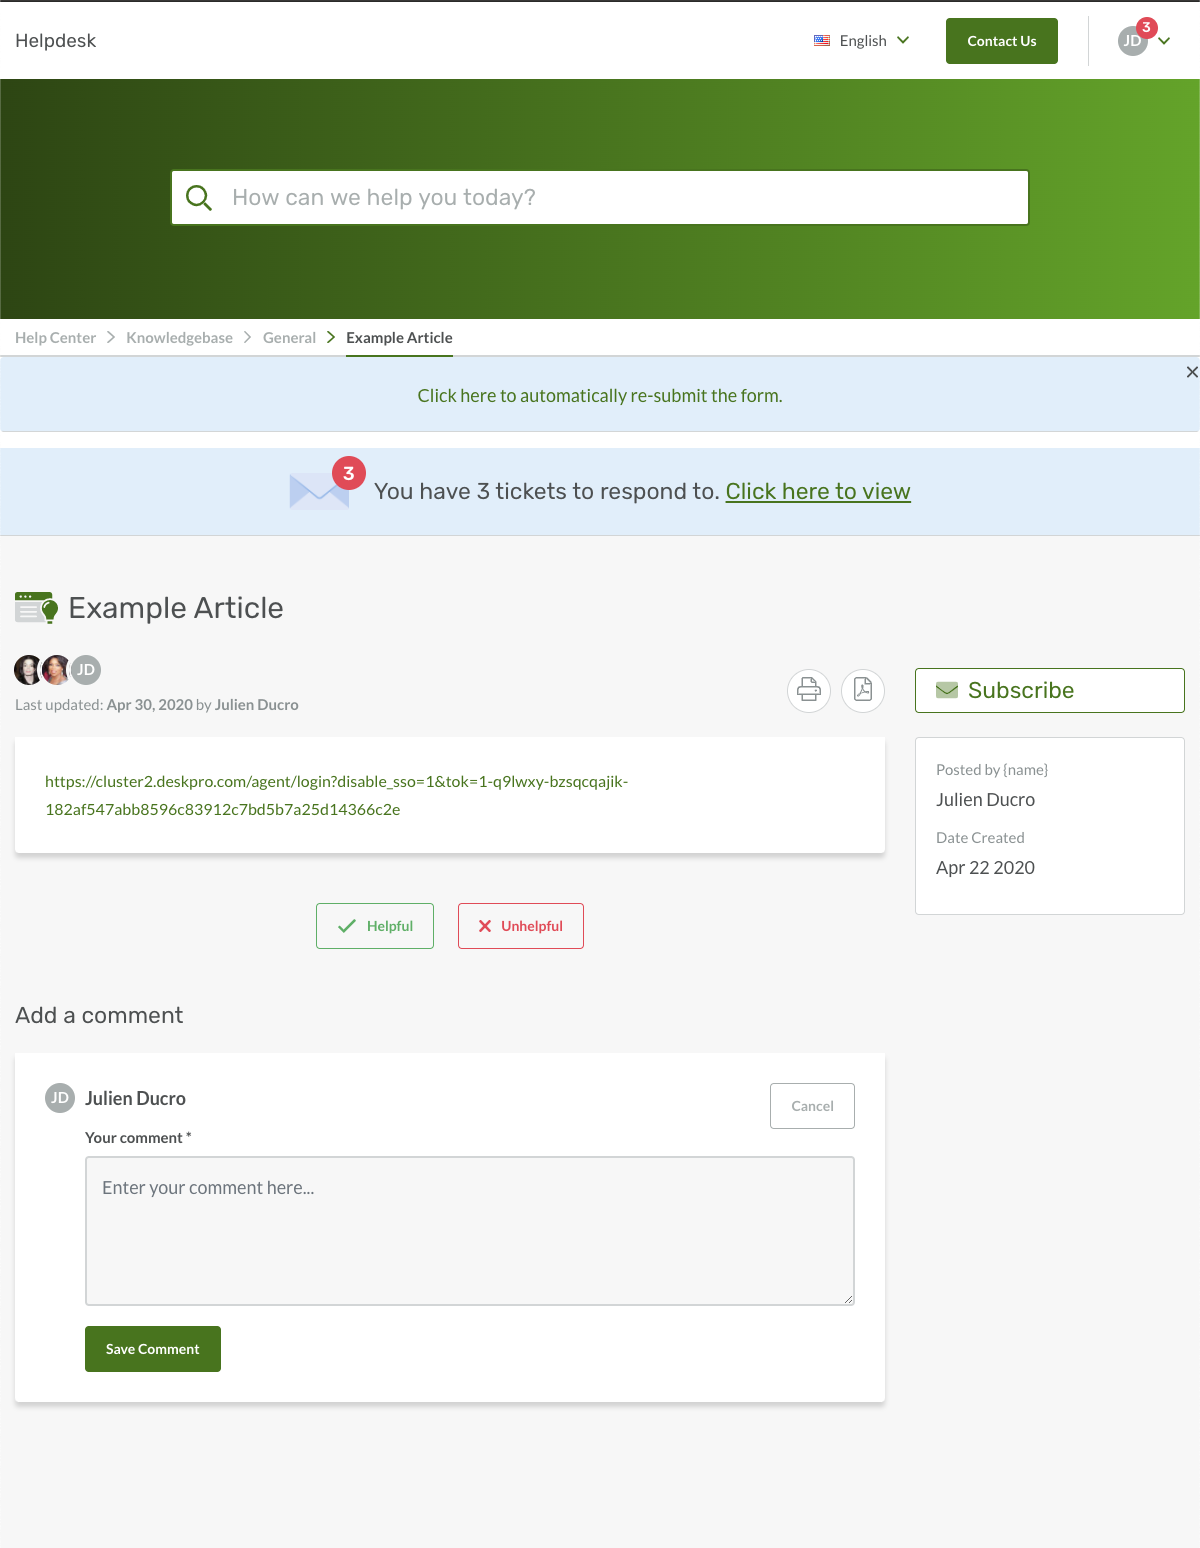 Helpdesk
English
Contact Us
JD
3
How can we help you today?
Help Center
Knowledgebase
General
Example Article
Click here to automatically re-submit the form.
3
You have 3 tickets to respond to. Click here to view
Example Article
JD
Last updated: Apr 30, 2020 by Julien Ducro
Subscribe
https://cluster2.deskpro.com/agent/login?disable_sso=1&tok=1-q9lwxy-bzsqcqajik-
182af547abb8596c83912c7bd5b7a25d14366c2e
Posted by {name}
Julien Ducro
Date Created
Apr 22 2020
Helpful
Unhelpful
Add a comment
JD
Julien Ducro
Cancel
Your comment *
Enter your comment here...
Save Comment